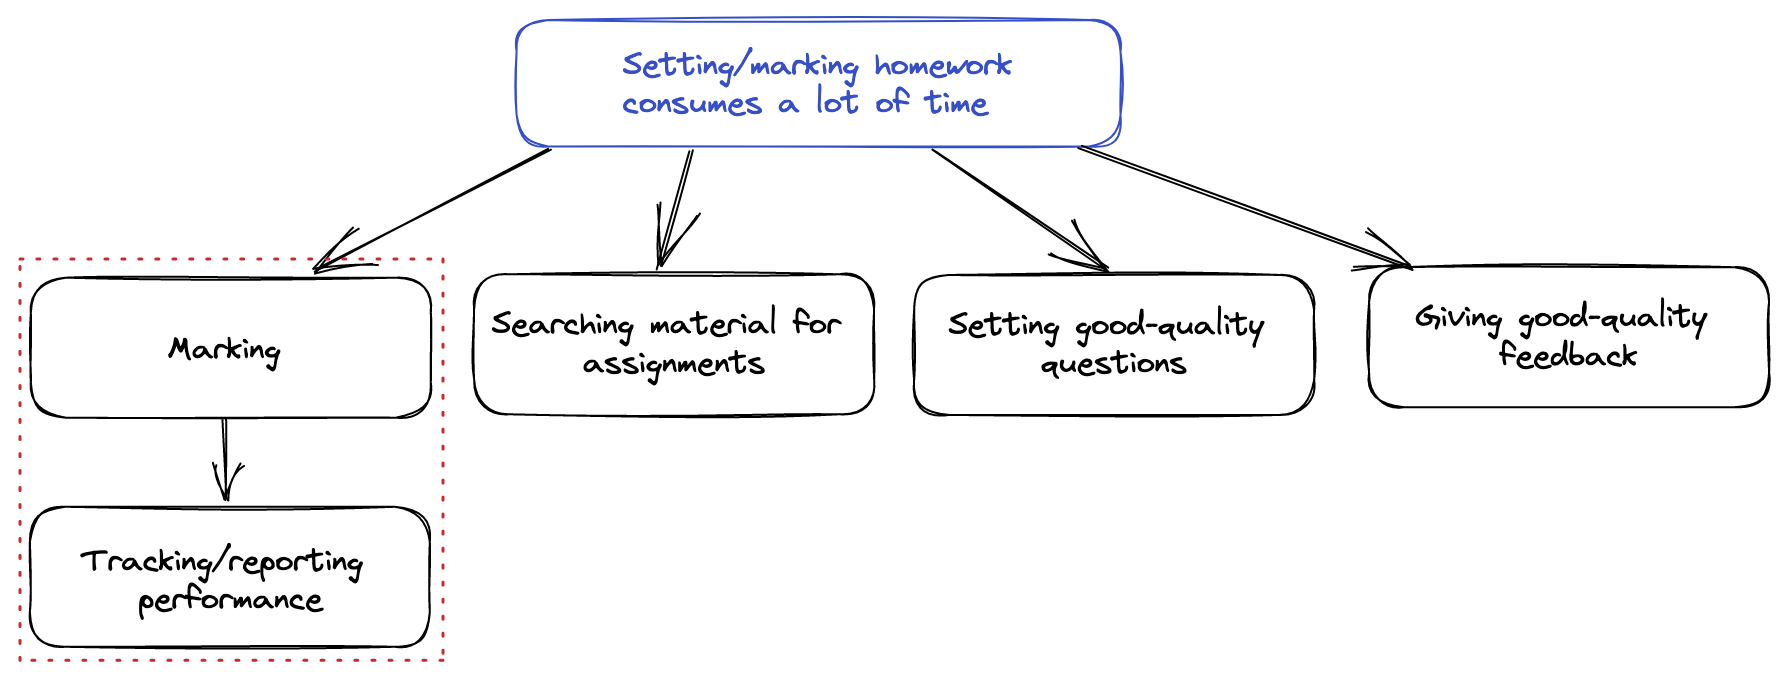 Setting/marking homework
consumes a lot of time
Marking
Searching material for
assignments
Setting good-quality
questions
Giving good-quality
feedback
Tracking/reporting
performance